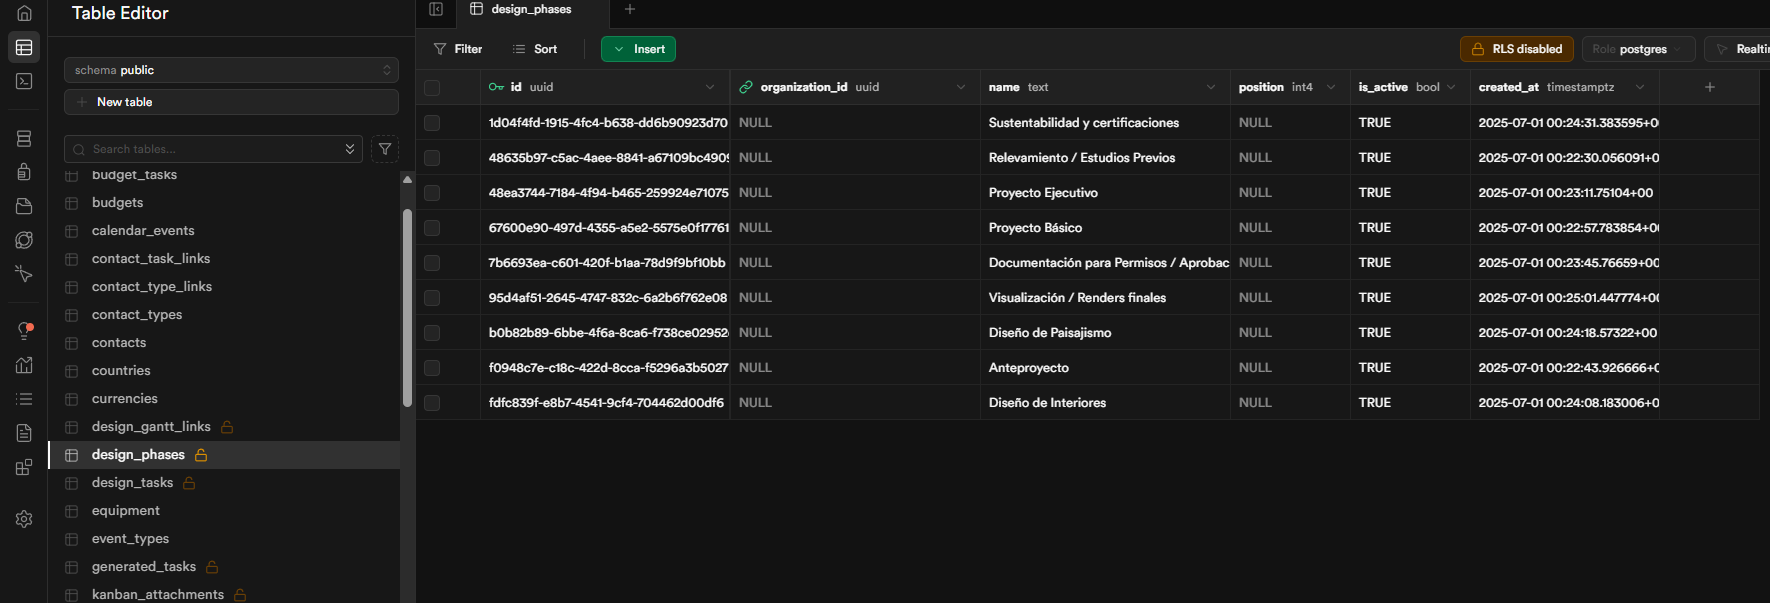 Table Editor
schema public
New table
Search tables...
budget_tasks
budgets
calendar_events
contact_task_links
contact_type_links
contact_types
contacts
countries
currencies
design_gantt_links
design_phases
design_tasks
equipment
event_types
generated_tasks
kanban_attachments
design_phases
Filter Sort Insert RLS disabled Role postgres Realti
id uuid organization_id uuid name text position int4 is_active bool created_at timestamptz
1d04f4fd-1915-4fc4-b638-dd6b90923d70 NULL Sustentabilidad y certificaciones NULL TRUE 2025-07-01 00:24:31.383595+0
48635b97-c5ac-4aee-8841-a67109bc490 NULL Relevamiento / Estudios Previos NULL TRUE 2025-07-01 00:22:30.056091+0
48ea3744-7184-4f94-b465-259924e71075 NULL Proyecto Ejecutivo NULL TRUE 2025-07-01 00:23:11.75104+00
67600e90-497d-4355-a5e2-5575e0f17761 NULL Proyecto Básico NULL TRUE 2025-07-01 00:22:57.783854+0
7b6693ea-c601-420f-b1aa-78d9f9bf10bb NULL Documentación para Permisos / Aprobac NULL TRUE 2025-07-01 00:23:45.76659+00
95d4af51-2645-4747-832c-6a2b6f762e08 NULL Visualización / Renders finales NULL TRUE 2025-07-01 00:25:01.447774+0
b0b82b89-6bbe-4f6a-8ca6-f738ce02952 NULL Diseño de Paisajismo NULL TRUE 2025-07-01 00:24:18.57322+00
f0948c7e-c18c-422d-8cca-f5296a3b5027 NULL Anteproyecto NULL TRUE 2025-07-01 00:22:43.926666+0
fdfc839f-e8b7-4541-9cf4-704462d00df6 NULL Diseño de Interiores NULL TRUE 2025-07-01 00:24:08.183006+0